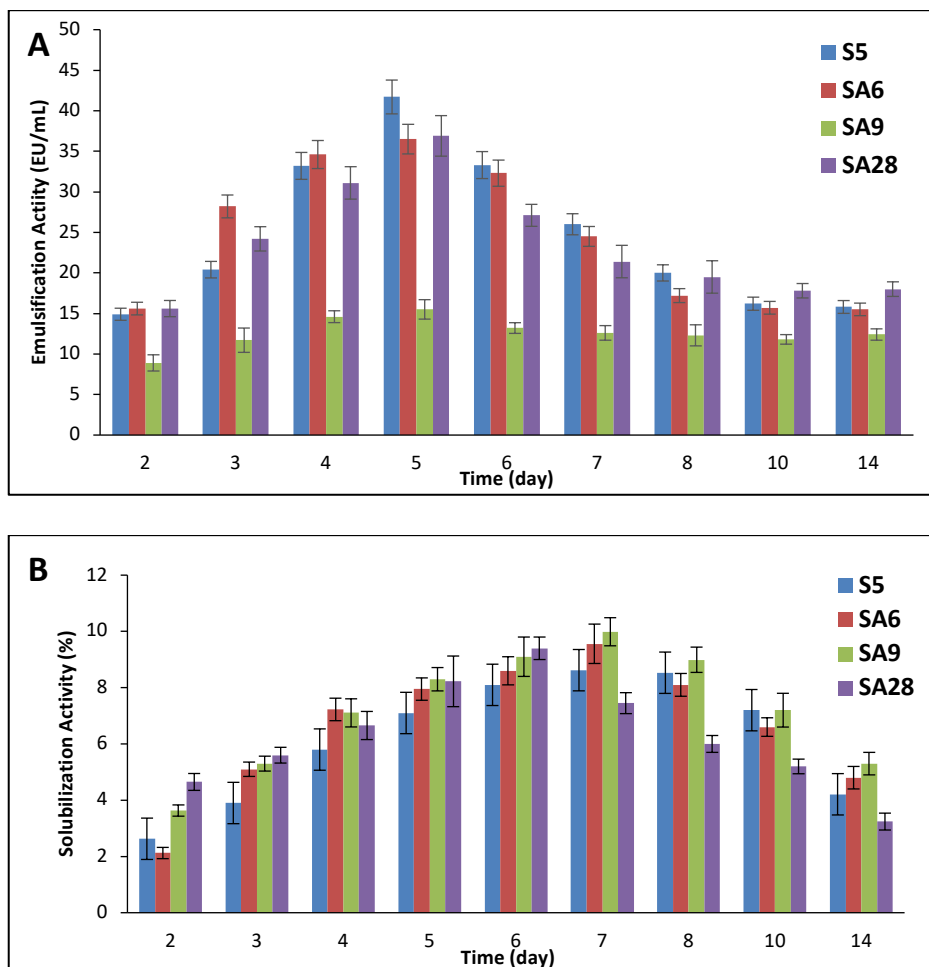 A
Emulsification Actiity (EU/mL)
50
45
40
35
30
25
20
15
10
5
0
S5
SA6
SA9
SA28
2 3 4 5 6 7 8 10 14
Time (day)
B
Solubilization Activity (%)
12
10
8
6
4
2
0
S5
SA6
SA9
SA28
2 3 4 5 6 7 8 10 14
Time (day)